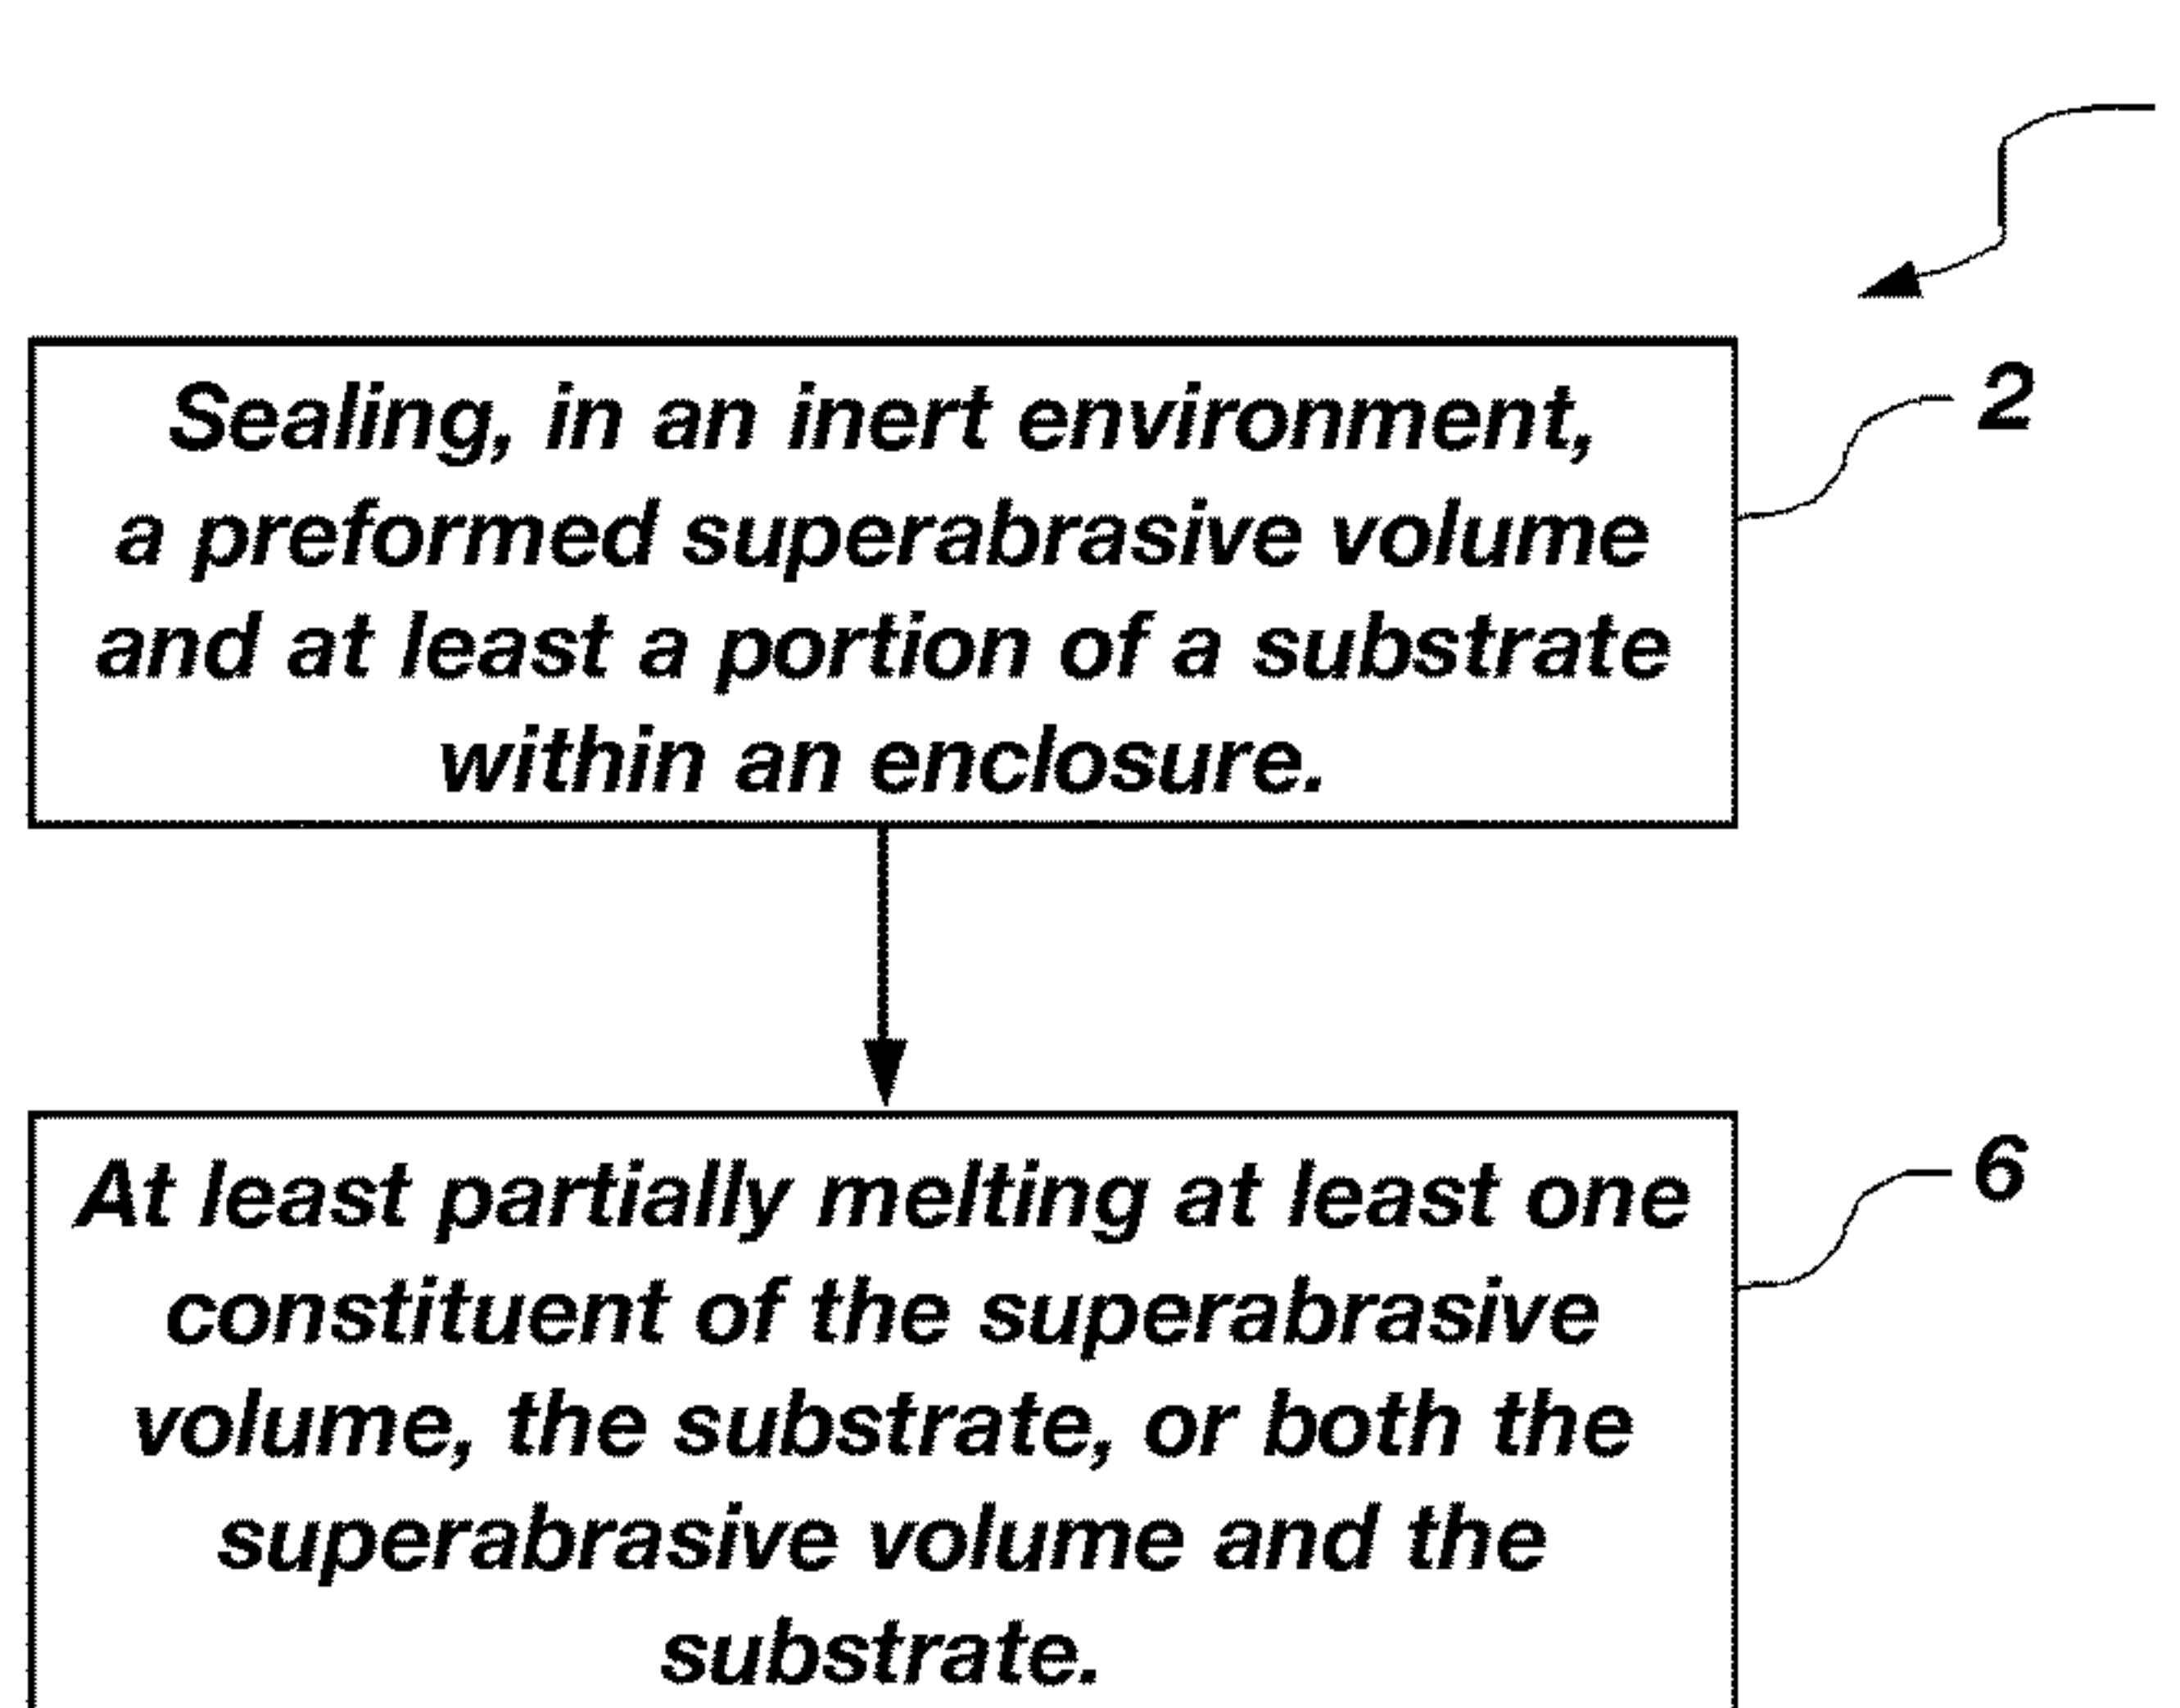 Sealing, in an inert environment,
a preformed superabrasive volume
and at least a portion of a substrate
within an enclosure.
2
At least partially melting at least one
constituent of the superabrasive
volume, the substrate, or both the
superabrasive volume and the
substrate.
6